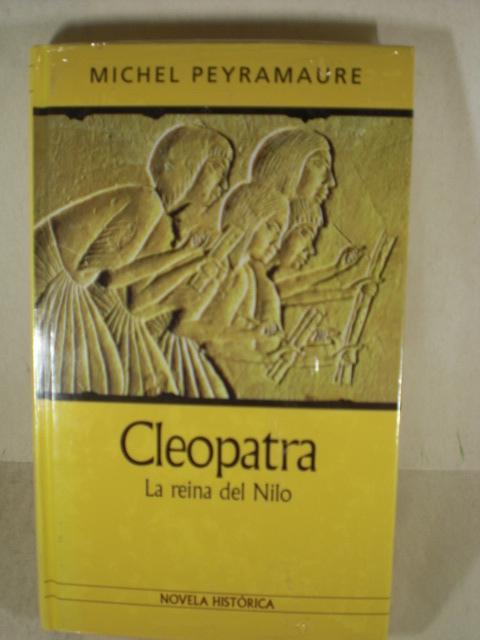 MICHEL PEYRAMAURE
Cleopatra
La reina del Nilo
NOVELA HISTÓRICA